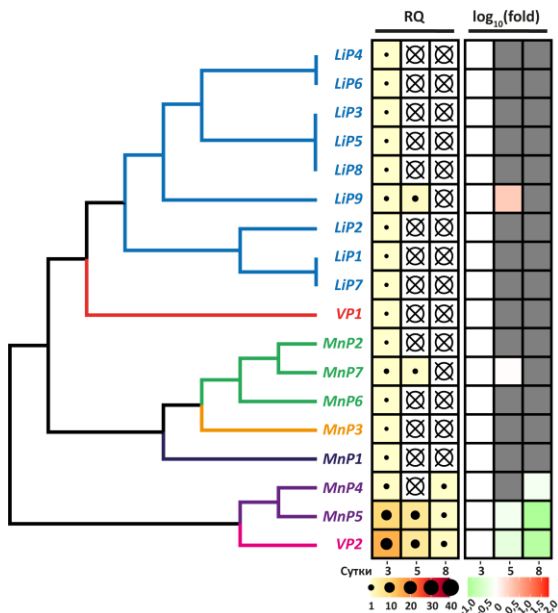 RQ log₁₀(fold)
LiP4
LiP6
LiP3
LiP5
LiP8
LiP9
LiP2
LiP1
LiP7
VP1
MnP2
MnP7
MnP6
MnP3
MnP1
MnP4
MnP5
VP2
Сутки 3 5 8 3 5 8
1 10 20 30 40 -1,0 -0,5 0 0,5 1,0 1,5 2,0